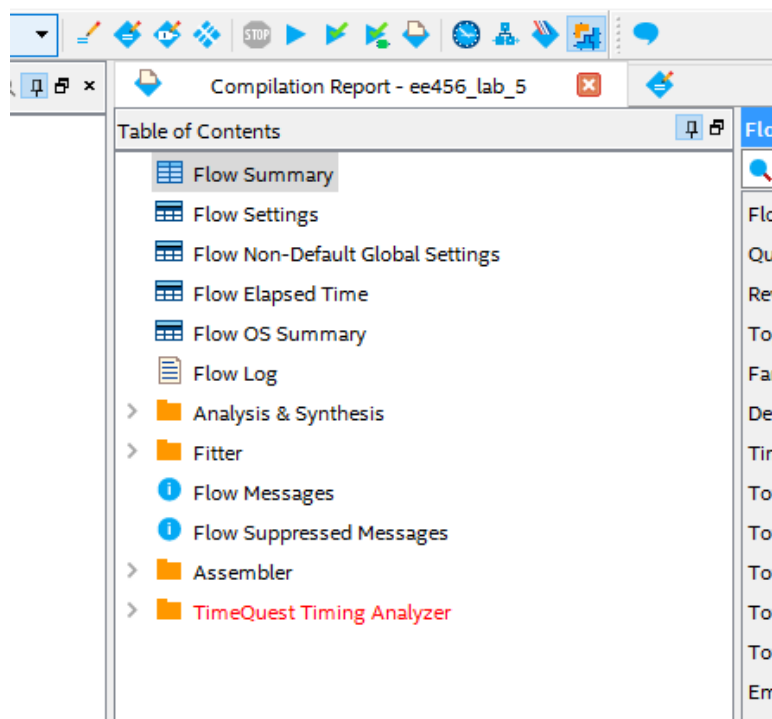 STOP
Compilation Report - ee456_lab_5
Table of Contents
Flow Summary
Flow Settings
Flow Non-Default Global Settings
Flow Elapsed Time
Flow OS Summary
Flow Log
Analysis & Synthesis
Fitter
Flow Messages
Flow Suppressed Messages
Assembler
TimeQuest Timing Analyzer